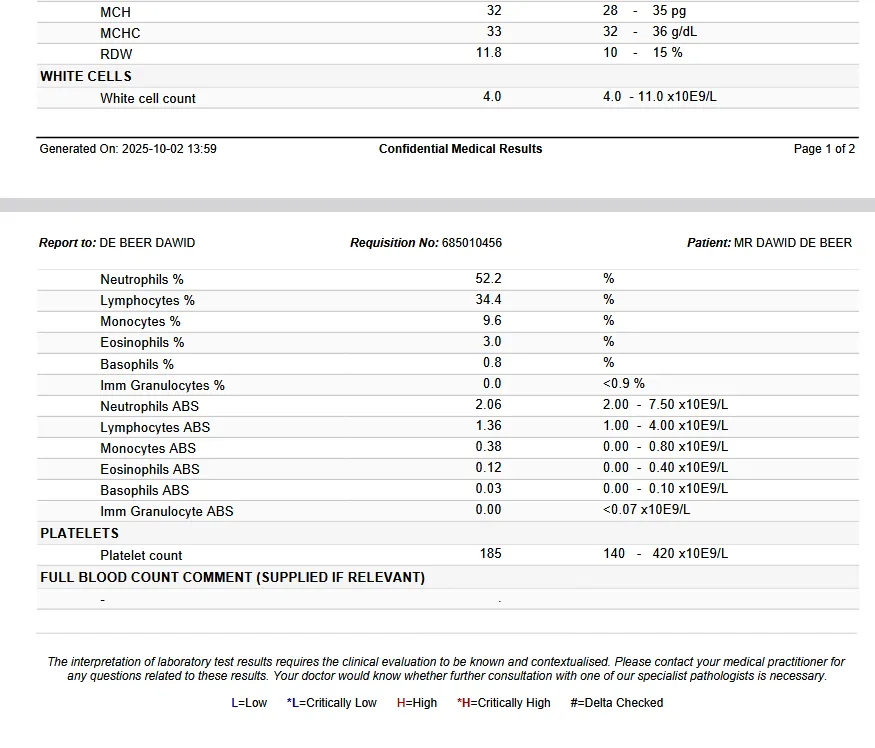 MCH 32 28 - 35 pg
MCHC 33 32 - 36 g/dL
RDW 11.8 10 - 15 %
WHITE CELLS
White cell count 4.0 4.0 - 11.0 x10E9/L
Generated On: 2025-10-02 13:59 Confidential Medical Results Page 1 of 2
Report to: DE BEER DAWID Requisition No: 685010456 Patient: MR DAWID DE BEER
Neutrophils % 52.2 %
Lymphocytes % 34.4 %
Monocytes % 9.6 %
Eosinophils % 3.0 %
Basophils % 0.8 %
Imm Granulocytes % 0.0 <0.9 %
Neutrophils ABS 2.06 2.00 - 7.50 x10E9/L
Lymphocytes ABS 1.36 1.00 - 4.00 x10E9/L
Monocytes ABS 0.38 0.00 - 0.80 x10E9/L
Eosinophils ABS 0.12 0.00 - 0.40 x10E9/L
Basophils ABS 0.03 0.00 - 0.10 x10E9/L
Imm Granulocyte ABS 0.00 <0.07 x10E9/L
PLATELETS
Platelet count 185 140 - 420 x10E9/L
FULL BLOOD COUNT COMMENT (SUPPLIED IF RELEVANT)
- .
The interpretation of laboratory test results requires the clinical evaluation to be known and contextualised. Please contact your medical practitioner for
any questions related to these results. Your doctor would know whether further consultation with one of our specialist pathologists is necessary.
L=Low *L=Critically Low H=High *H=Critically High #=Delta Checked